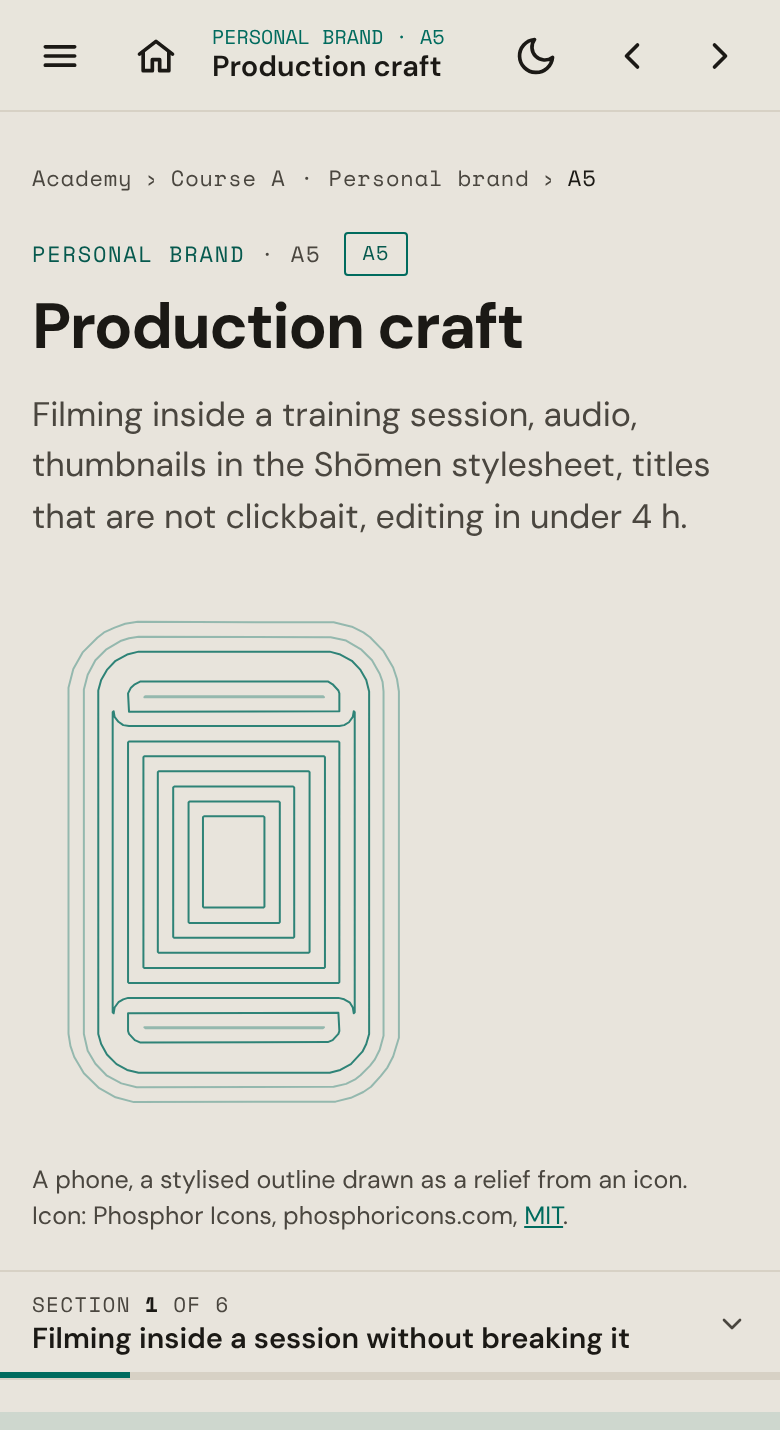 PERSONAL BRAND · A5
Production craft
Academy › Course A · Personal brand › A5
PERSONAL BRAND · A5 A5
Production craft
Filming inside a training session, audio,
thumbnails in the Shōmen stylesheet, titles
that are not clickbait, editing in under 4 h.
A phone, a stylised outline drawn as a relief from an icon.
Icon: Phosphor Icons, phosphoricons.com, MIT.
SECTION 1 OF 6
Filming inside a session without breaking it